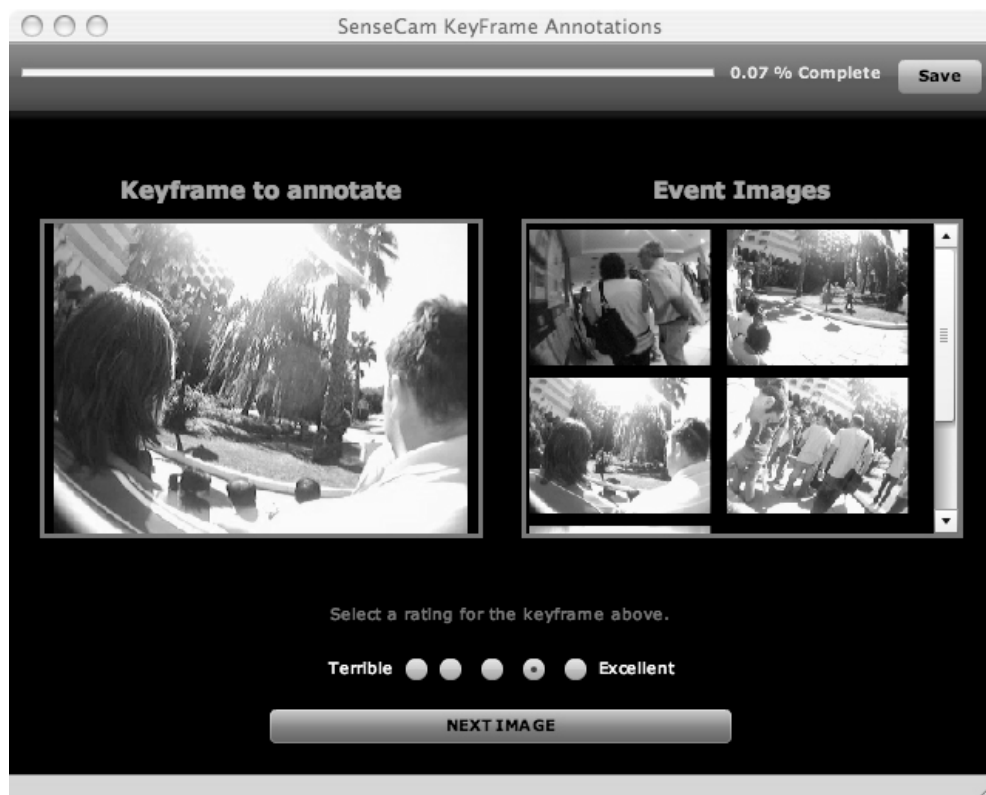 SenseCam KeyFrame Annotations
0.07 % Complete
Save
Keyframe to annotate
Event Images
Select a rating for the keyframe above.
Terrible
Excellent
NEXT IMAGE